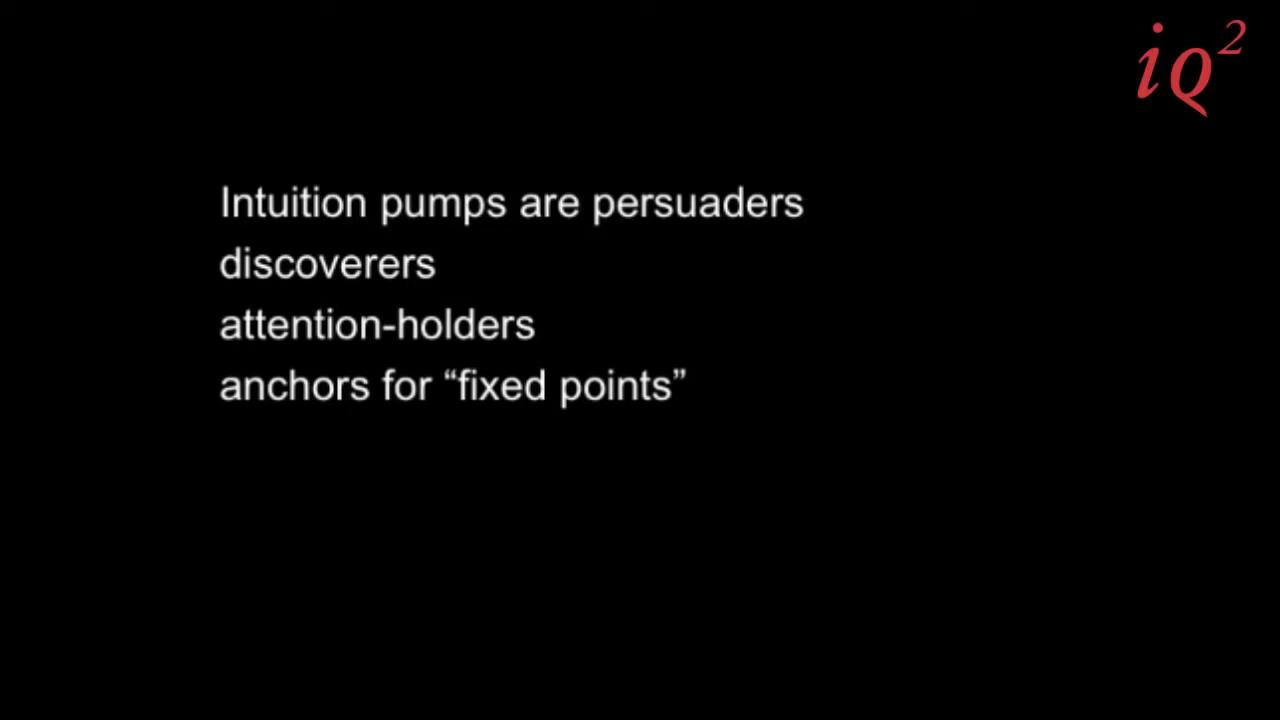 iQ2
Intuition pumps are persuaders
discoverers
attention-holders
anchors for “fixed points”